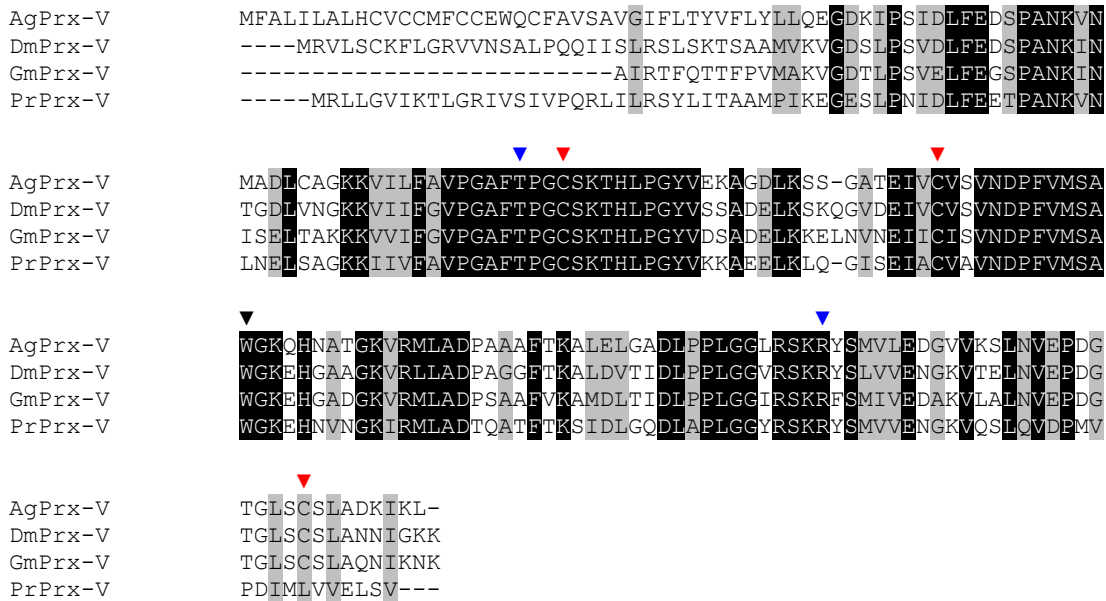 AgPrx-V MFALILALHCVCCMFCCEWQCFAVSAVGIFLTYVFLYLLQEGDKIPSIDLFEDSPANKVN
DmPrx-V ----MRVLSCKFLGRVVNSALPQQIISLRSLSKTSAAMVKVGDSLPSVDLFEDSPANKIN
GmPrx-V --------------------------AIRTFQTTFPVMAKVGDTLPSVELFEGSPANKIN
PrPrx-V -----MRLLGVIKTLGRIVSIVPQRLILRSYLITAAMPIKEGESLPNIDLFEETPANKVN
AgPrx-V MADLCAGKKVILFAVPGAFTPGCSKTHLPGYVEKAGDLKSS-GATEIVCVSVNDPFVMSA
DmPrx-V TGDLVNGKKVIIFGVPGAFTPGCSKTHLPGYVSSADELKSKQGVDEIVCVSVNDPFVMSA
GmPrx-V ISELTAKKKVVIFGVPGAFTPGCSKTHLPGYVDSADELKKELNVNEIICISVNDPFVMSA
PrPrx-V LNELSAGKKIIVFAVPGAFTPGCSKTHLPGYVKKAEELKLQ-GISEIACVAVNDPFVMSA
AgPrx-V WGKQHNATGKVRMLADPAAAFTKALELGADLPPLGGLRSKRYSMVLEDGVVKSLNVEPDG
DmPrx-V WGKEHGAAGKVRLLADPAGGFTKALDVTIDLPPLGGVRSKRYSLVVENGKVTELNVEPDG
GmPrx-V WGKEHGADGKVRMLADPSAAFVKAMDLTIDLPPLGGIRSKRFSMIVEDAKVLALNVEPDG
PrPrx-V WGKEHNVNGKIRMLADTQATFTKSIDLGQDLAPLGGYRSKRYSMVVENGKVQSLQVDPMV
AgPrx-V TGLSCSLADKIKL-
DmPrx-V TGLSCSLANNIGKK
GmPrx-V TGLSCSLAQNIKNK
PrPrx-V PDIMLVVELSV---